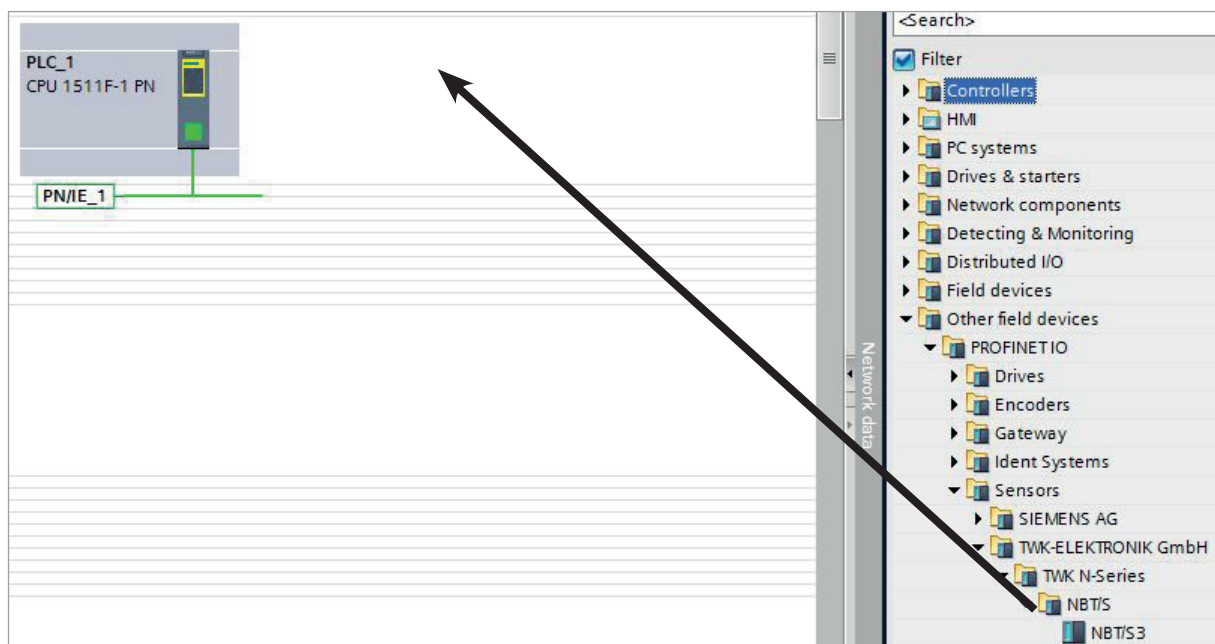 PLC_1
CPU 1511F-1 PN
PN/IE_1
Network data
<Search>
Filter
Controllers
HMI
PC systems
Drives & starters
Network components
Detecting & Monitoring
Distributed I/O
Field devices
Other field devices
PROFINET IO
Drives
Encoders
Gateway
Ident Systems
Sensors
SIEMENS AG
TWK-ELEKTRONIK GmbH
TWK N-Series
NBT/S
NBT/S3